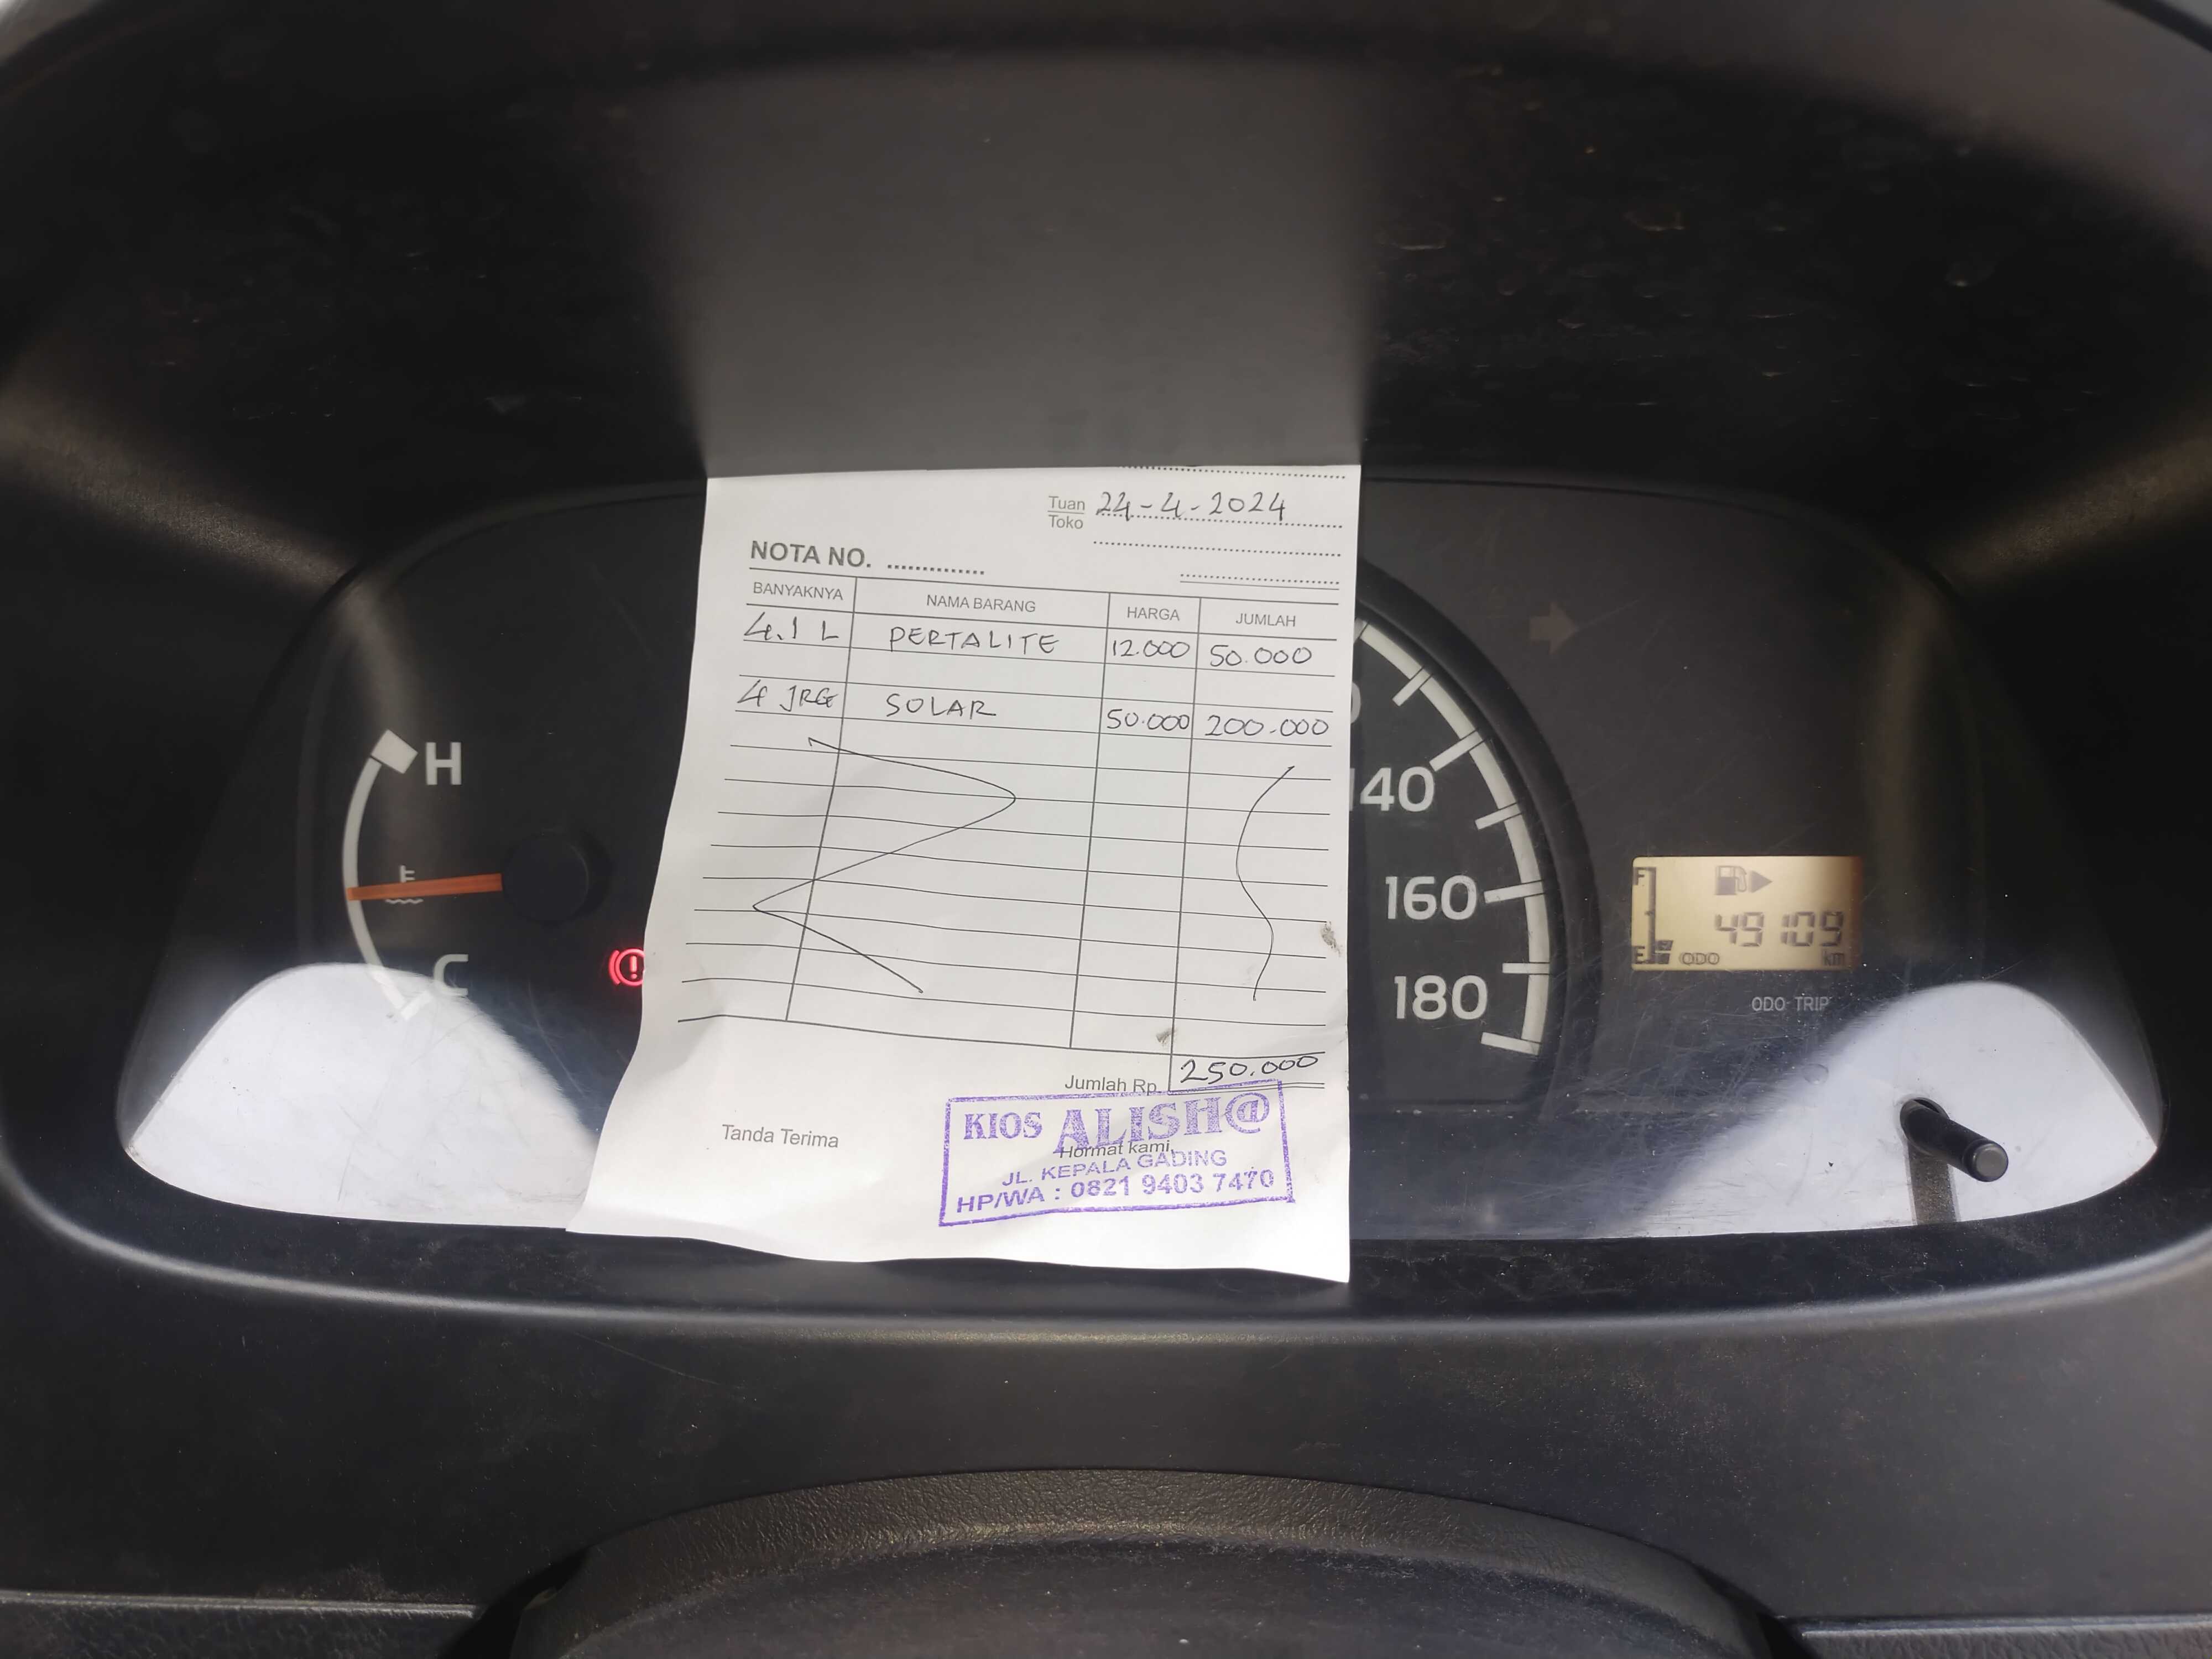 Tuan 24-4-2024
Toko
NOTA NO. ..............
BANYAKNYA NAMA BARANG HARGA JUMLAH
4.1 L PERTALITE 12.000 50.000
4 JRG SOLAR 50.000 200.000
Jumlah Rp. 250.000
Tanda Terima
Hormat kami,
KIOS ALISH@
JL. KEPALA GADING
HP/WA : 0821 9403 7470
H
C
140
160
180
F
E
49109
ODO km
ODO TRIP